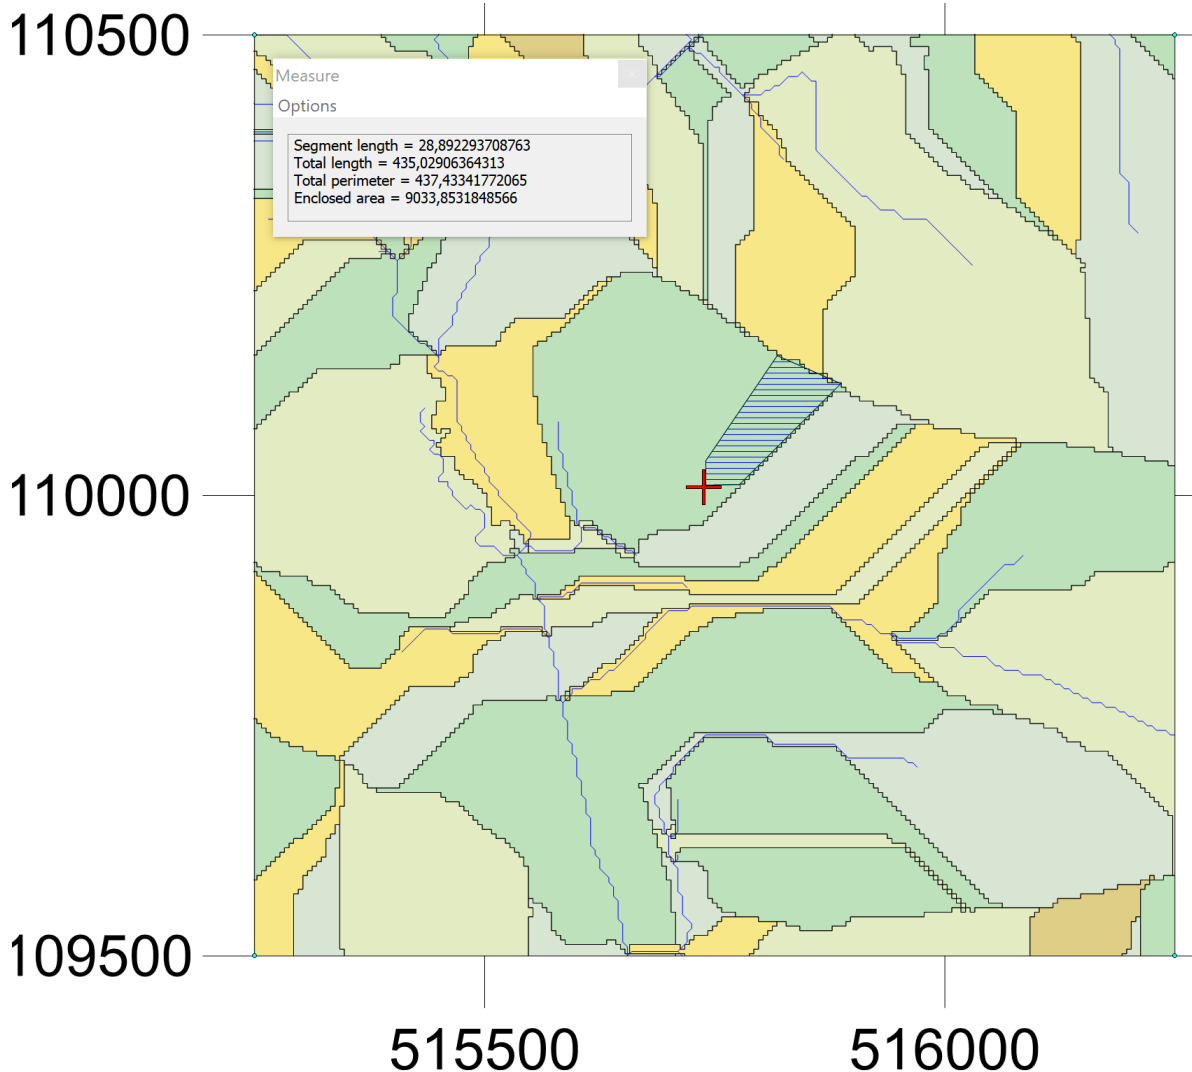 110500
Measure
Options
Segment length = 28,892293708763
Total length = 435,02906364313
Total perimeter = 437,43341772065
Enclosed area = 9033,8531848566
110000
109500
515500
516000